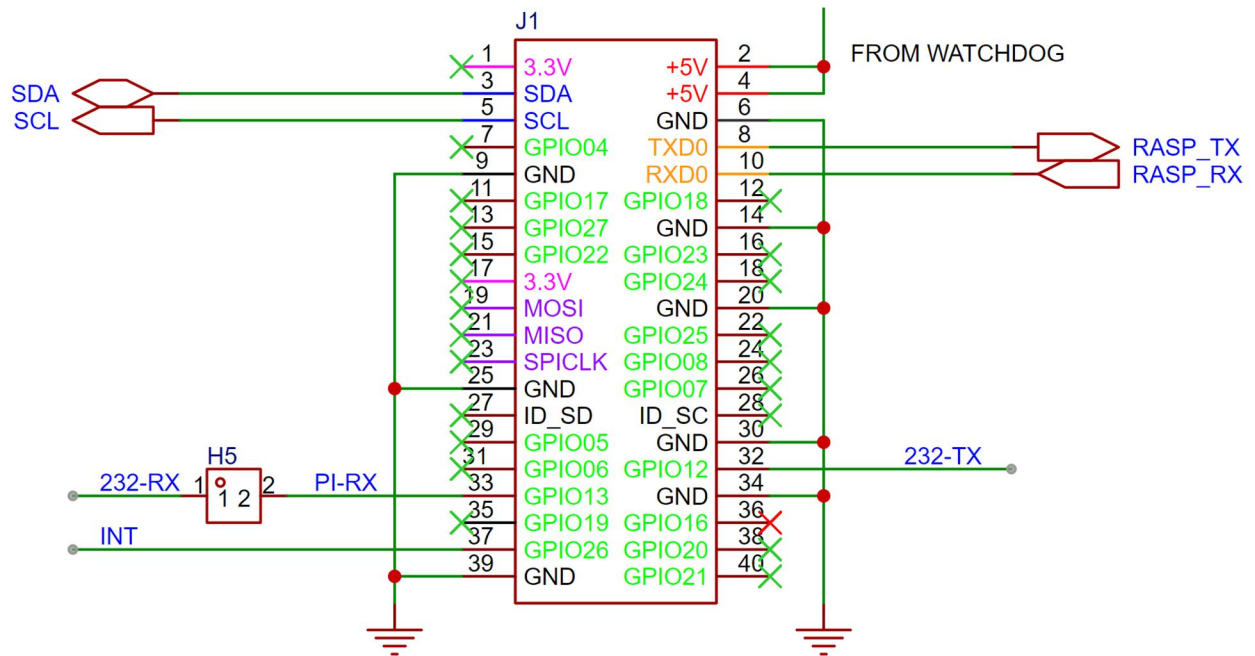 J1
FROM WATCHDOG
1 3.3V +5V 2
SDA 3 SDA +5V 4
SCL 5 SCL GND 6
7 GPIO04 TXD0 8 RASP_TX
9 GND RXD0 10 RASP_RX
11 GPIO17 GPIO18 12
13 GPIO27 GND 14
15 GPIO22 GPIO23 16
17 3.3V GPIO24 18
19 MOSI GND 20
21 MISO GPIO25 22
23 SPICLK GPIO08 24
25 GND GPIO07 26
27 ID_SD ID_SC 28
29 GPIO05 GND 30
H5
31 GPIO06 GPIO12 32 232-TX
232-RX 1 1 2 2 PI-RX 33 GPIO13 GND 34
35 GPIO19 GPIO16 36
INT 37 GPIO26 GPIO20 38
39 GND GPIO21 40